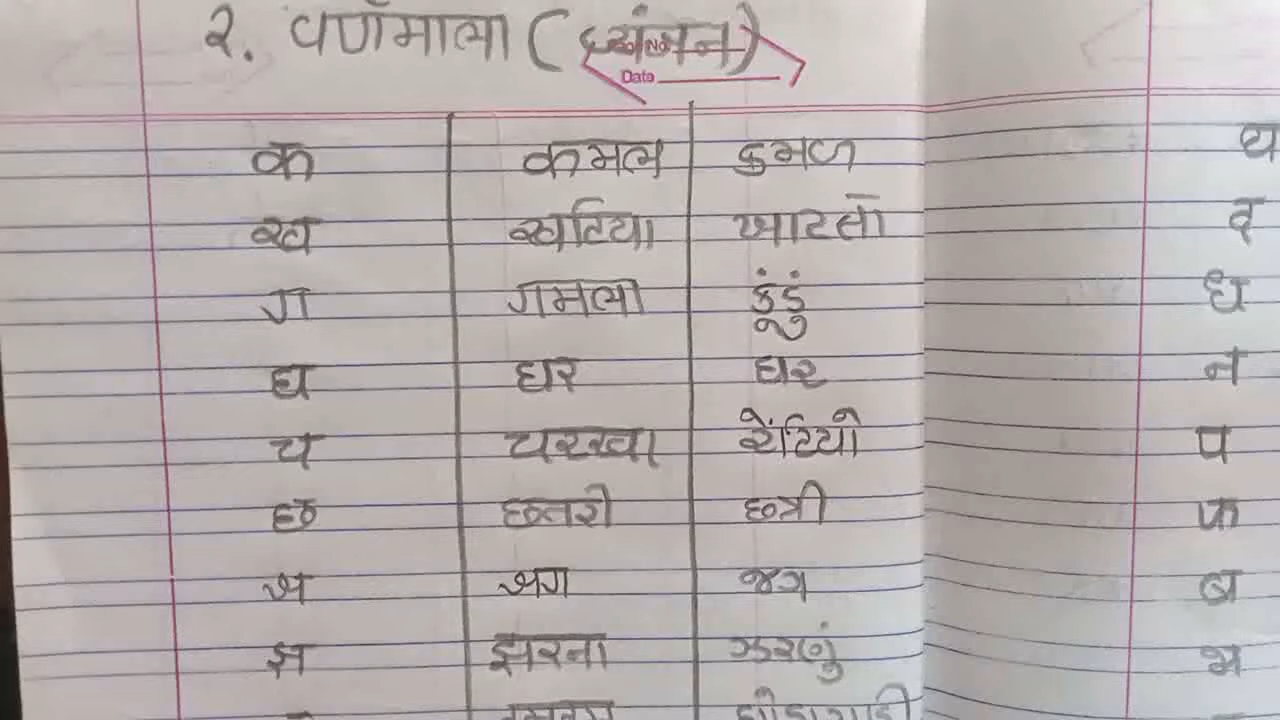 २. वर्णमाला (व्यंजन)
No.
Date
क कमल કમળ
ख खटिया ખાટલો
ग गमला કૂંડું
घ घर ઘર
च चरखा રેંટિયો
छ छतरी છત્રી
ज जग જગ
झ झरना ઝરણું
ઘોડાગાડી
थ
द
ध
न
प
फ
ब
भ